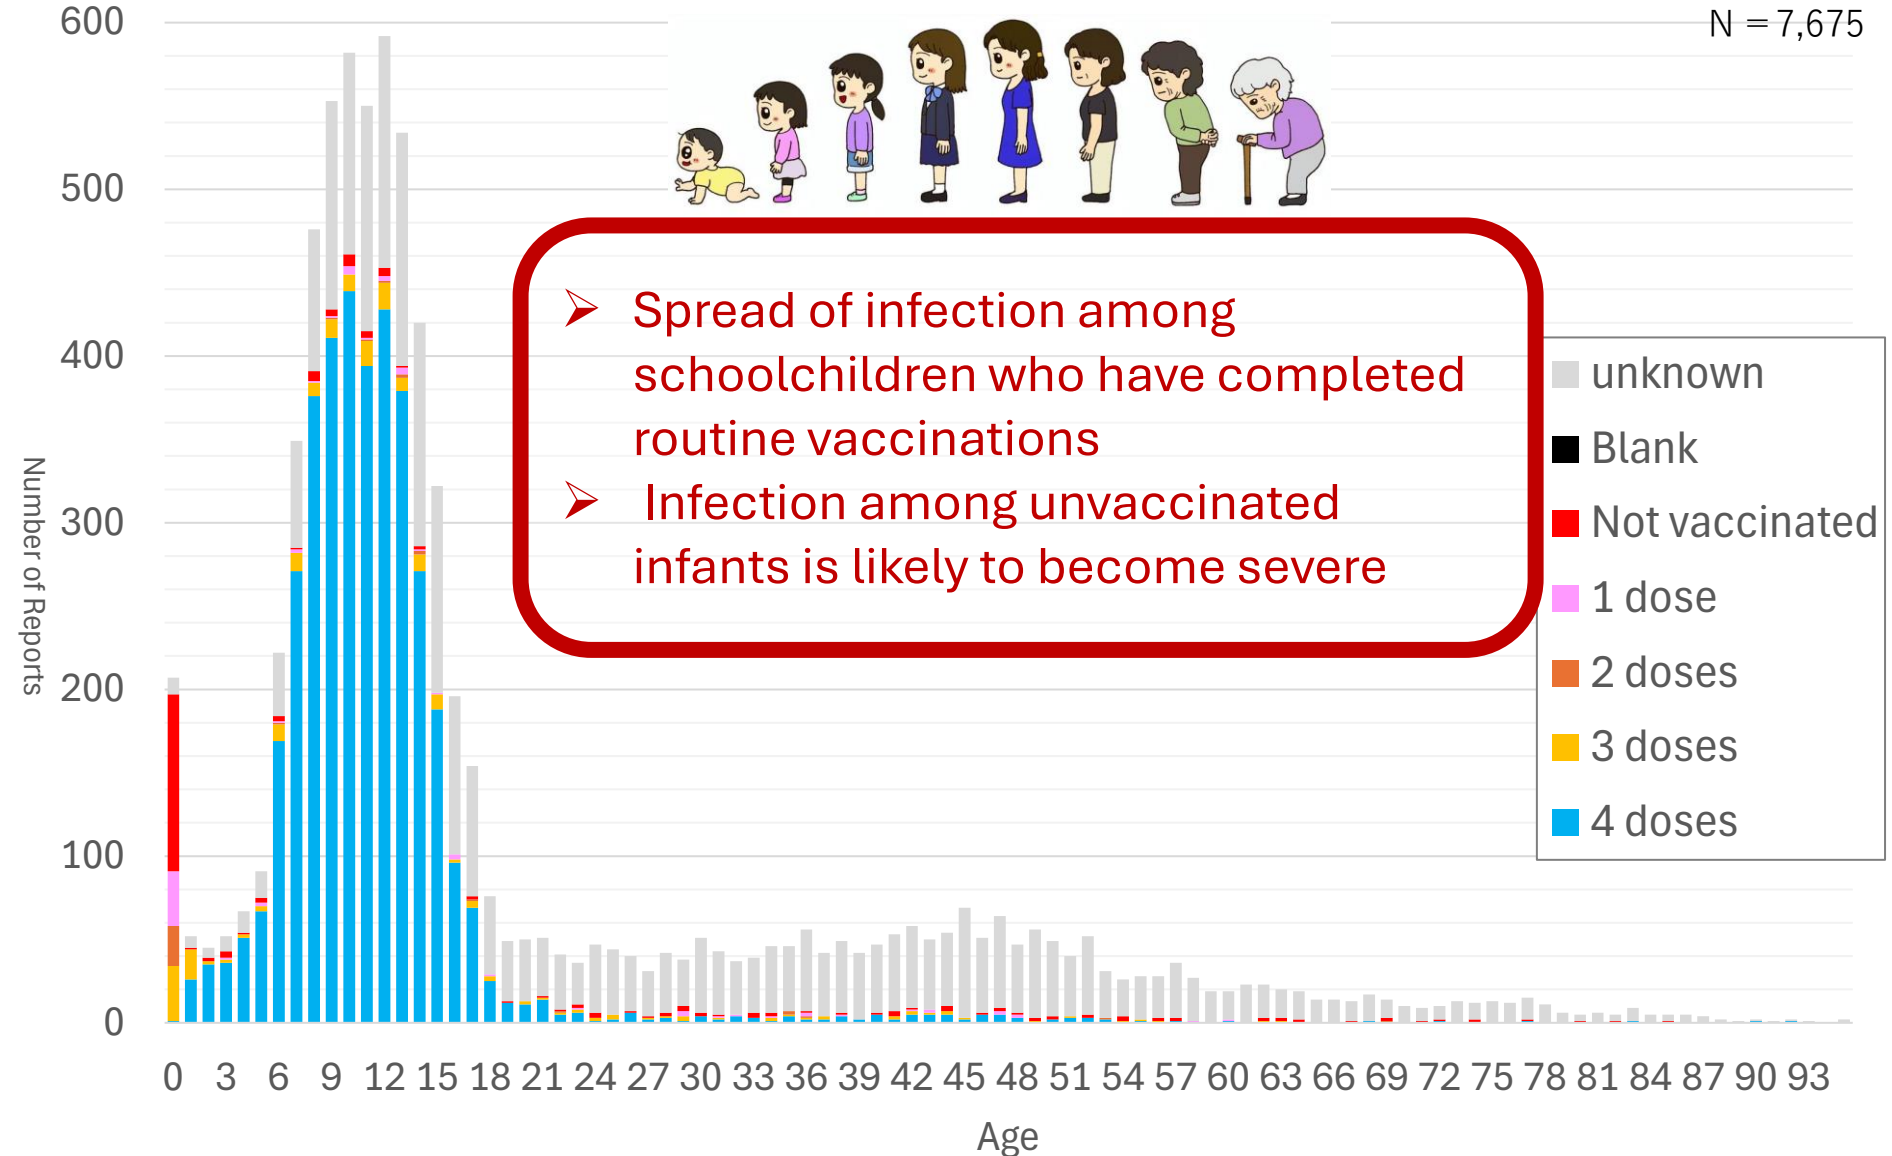 N = 7,675
600
500
400
300
200
100
0
Number of Reports
➢ Spread of infection among
schoolchildren who have completed
routine vaccinations
➢ Infection among unvaccinated
infants is likely to become severe
unknown
Blank
Not vaccinated
1 dose
2 doses
3 doses
4 doses
0 3 6 9 12 15 18 21 24 27 30 33 36 39 42 45 48 51 54 57 60 63 66 69 72 75 78 81 84 87 90 93
Age